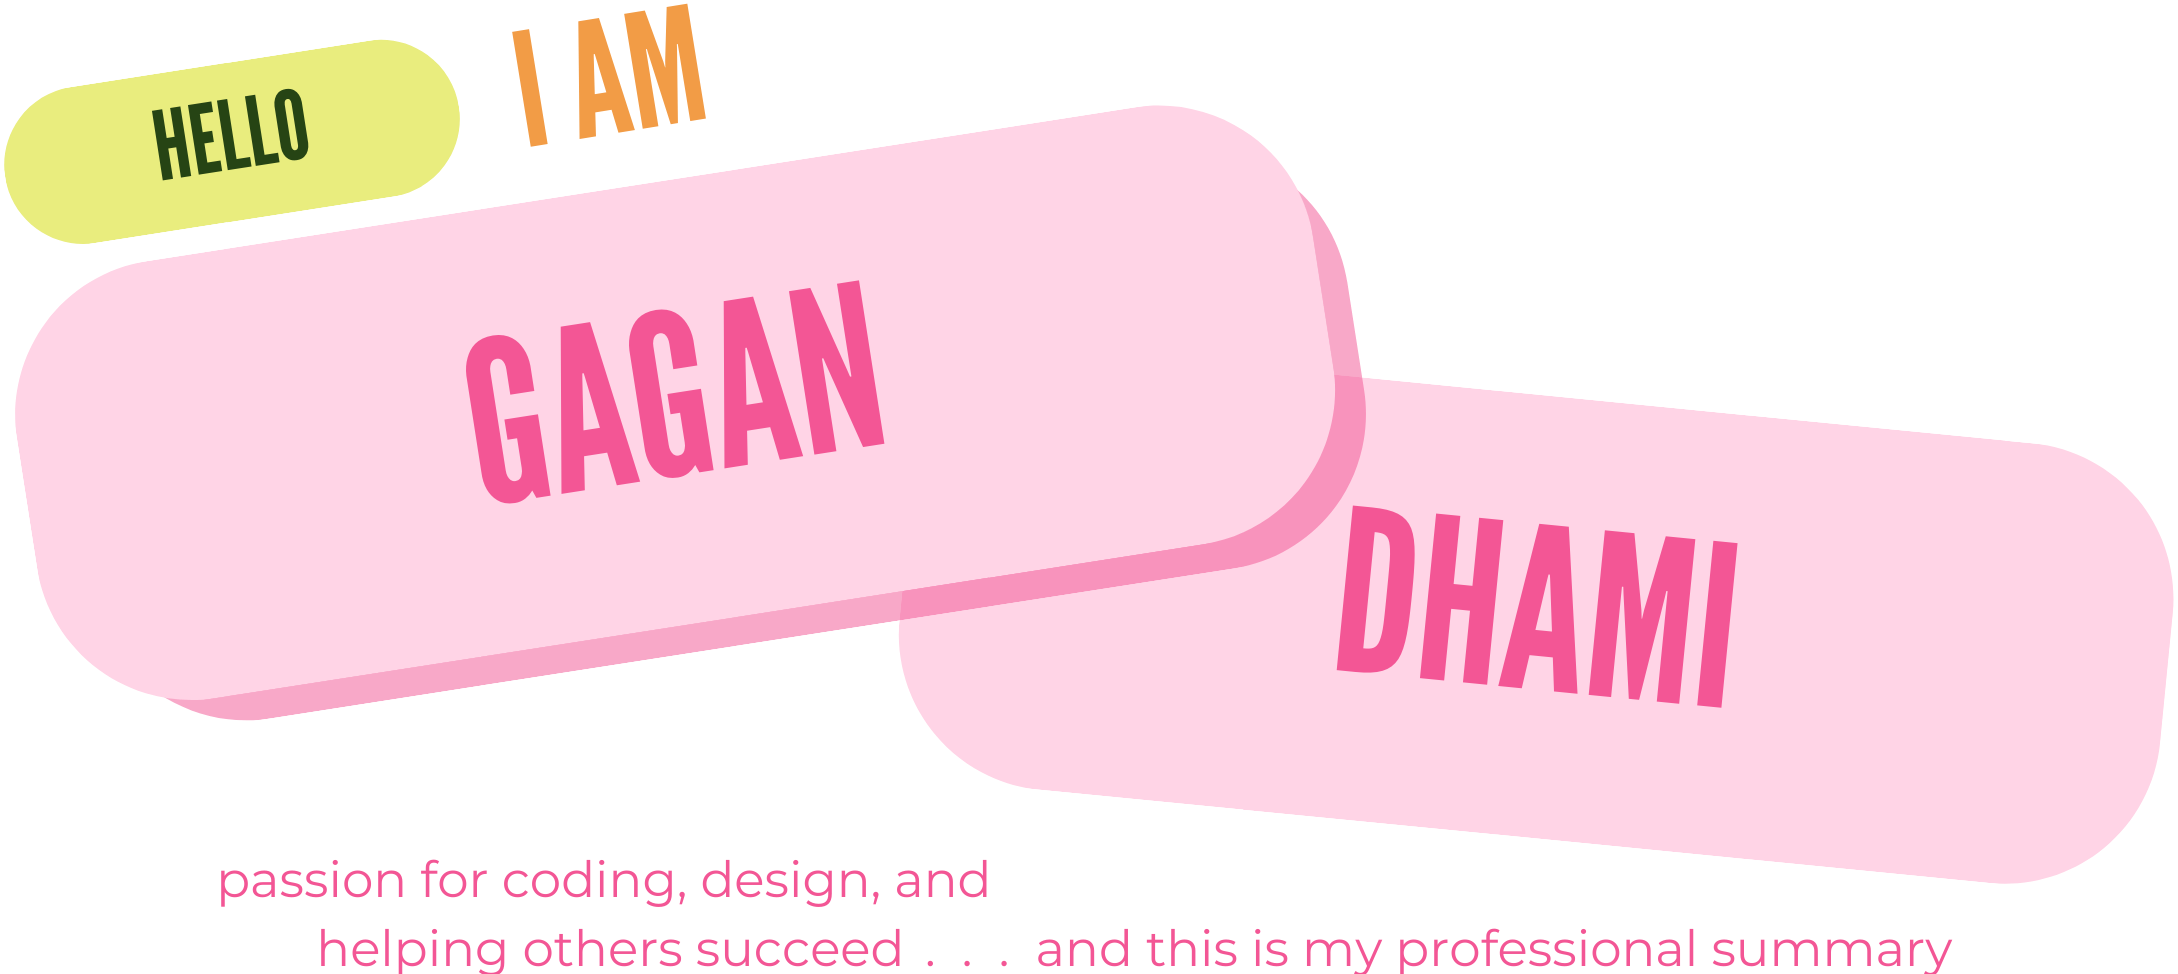 HELLO
I AM
GAGAN
DHAMI
passion for coding, design, and
helping others succeed . . . and this is my professional summary